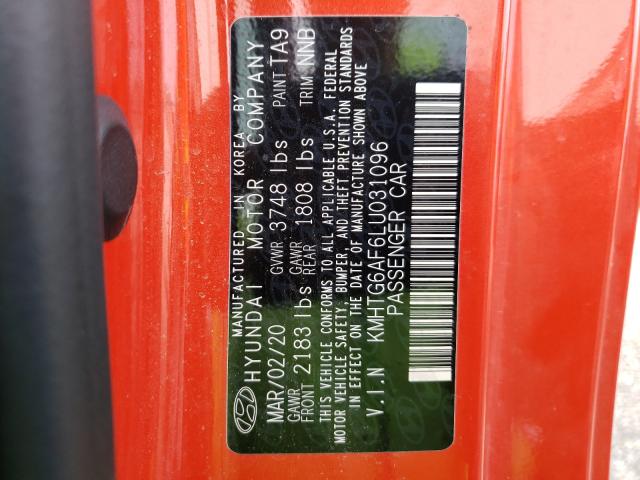 MANUFACTURED IN KOREA BY
HYUNDAI MOTOR COMPANY
MAR/02/20 GVWR 3748 lbs PAINT TA9
GAWR FRONT 2183 lbs GAWR REAR 1808 lbs TRIM NNB
THIS VEHICLE CONFORMS TO ALL APPLICABLE U.S.A. FEDERAL
MOTOR VEHICLE SAFETY, BUMPER, AND THEFT PREVENTION STANDARDS
IN EFFECT ON THE DATE OF MANUFACTURE SHOWN ABOVE
V.I.N KMHTG6AF6LU031096
PASSENGER CAR